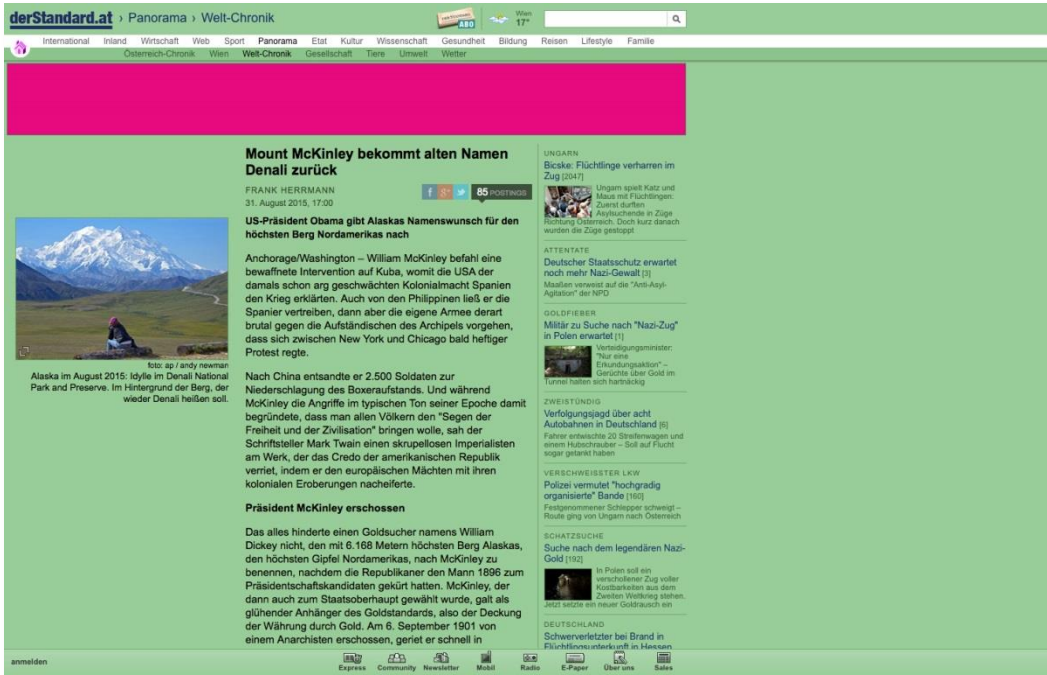 derStandard.at › Panorama › Welt-Chronik
ABO
Wien
17°
International Inland Wirtschaft Web Sport Panorama Etat Kultur Wissenschaft Gesundheit Bildung Reisen Lifestyle Familie
Österreich-Chronik Wien Welt-Chronik Gesellschaft Tiere Umwelt Wetter
Mount McKinley bekommt alten Namen
Denali zurück
FRANK HERRMANN
31. August 2015, 17:00
85 POSTINGS
US-Präsident Obama gibt Alaskas Namenswunsch für den
höchsten Berg Nordamerikas nach
foto: ap / andy newman
Alaska im August 2015: Idylle im Denali National
Park and Preserve. Im Hintergrund der Berg, der
wieder Denali heißen soll.
Anchorage/Washington – William McKinley befahl eine
bewaffnete Intervention auf Kuba, womit die USA der
damals schon arg geschwächten Kolonialmacht Spanien
den Krieg erklärten. Auch von den Philippinen ließ er die
Spanier vertreiben, dann aber die eigene Armee derart
brutal gegen die Aufständischen des Archipels vorgehen,
dass sich zwischen New York und Chicago bald heftiger
Protest regte.
Nach China entsandte er 2.500 Soldaten zur
Niederschlagung des Boxeraufstands. Und während
McKinley die Angriffe im typischen Ton seiner Epoche damit
begründete, dass man allen Völkern den "Segen der
Freiheit und der Zivilisation" bringen wolle, sah der
Schriftsteller Mark Twain einen skrupellosen Imperialisten
am Werk, der das Credo der amerikanischen Republik
verriet, indem er den europäischen Mächten mit ihren
kolonialen Eroberungen nacheiferte.
Präsident McKinley erschossen
Das alles hinderte einen Goldsucher namens William
Dickey nicht, den mit 6.168 Metern höchsten Berg Alaskas,
den höchsten Gipfel Nordamerikas, nach McKinley zu
benennen, nachdem die Republikaner den Mann 1896 zum
Präsidentschaftskandidaten gekürt hatten. McKinley, der
dann auch zum Staatsoberhaupt gewählt wurde, galt als
glühender Anhänger des Goldstandards, also der Deckung
der Währung durch Gold. Am 6. September 1901 von
einem Anarchisten erschossen, geriet er schnell in
UNGARN
Bicske: Flüchtlinge verharren im
Zug [2047]
Ungarn spielt Katz und
Maus mit Flüchtlingen:
Zuerst durften
Asylsuchende in Züge
Richtung Österreich. Doch kurz danach
wurden die Züge gestoppt
ATTENTATE
Deutscher Staatsschutz erwartet
noch mehr Nazi-Gewalt [3]
Maaßen verweist auf die "Anti-Asyl-
Agitation" der NPD
GOLDFIEBER
Militär zu Suche nach "Nazi-Zug"
in Polen erwartet [1]
Verteidigungsminister:
"Nur eine
Erkundungsaktion" –
Gerüchte über Gold im
Tunnel halten sich hartnäckig
ZWEISTÜNDIG
Verfolgungsjagd über acht
Autobahnen in Deutschland [6]
Fahrer entwischte 20 Streifenwagen und
einem Hubschrauber – Soll auf Flucht
sogar getankt haben
VERSCHWEISSTER LKW
Polizei vermutet "hochgradig
organisierte" Bande [160]
Festgenommener Schlepper schweigt –
Route ging von Ungarn nach Österreich
SCHATZSUCHE
Suche nach dem legendären Nazi-
Gold [192]
In Polen soll ein
verschollener Zug voller
Kostbarkeiten aus dem
Zweiten Weltkrieg stehen.
Jetzt setzte ein neuer Goldrausch ein
DEUTSCHLAND
Schwerverletzter bei Brand in
Flüchtlingsunterkunft in Hessen
anmelden
Express Community Newsletter Mobil Radio E-Paper Über uns Sales